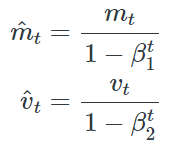 m̂_t = m_t / (1 − β_1^t)
v̂_t = v_t / (1 − β_2^t)